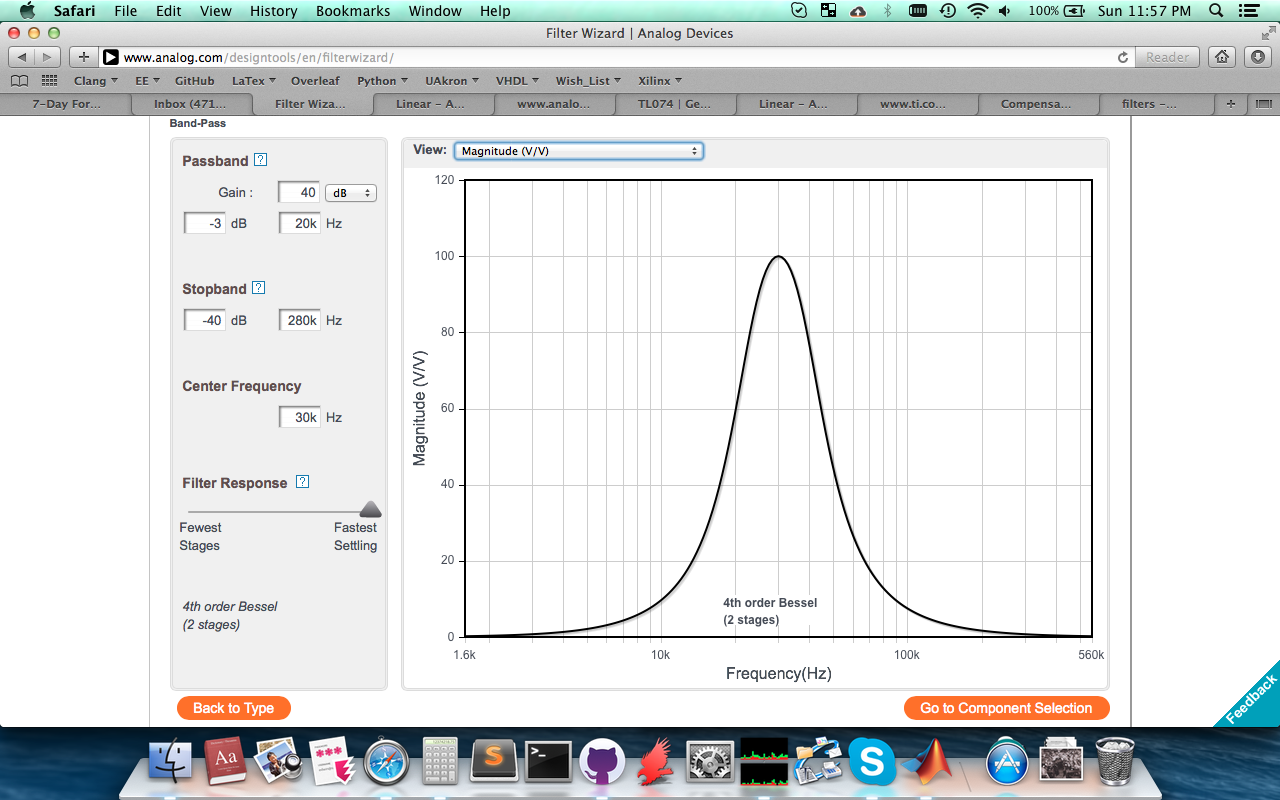 Safari File Edit View History Bookmarks Window Help 100% Sun 11:57 PM
Filter Wizard | Analog Devices
www.analog.com/designtools/en/filterwizard/ Reader
Clang EE GitHub LaTex Overleaf Python UAkron VHDL Wish_List Xilinx
7-Day For... Inbox (471... Filter Wiza... Linear – A... www.analo... TL074 | Ge... Linear – A... www.ti.co... Compensa... filters –...
Band-Pass
Passband ?
Gain : 40 dB
-3 dB 20k Hz
Stopband ?
-40 dB 280k Hz
Center Frequency
30k Hz
Filter Response ?
Fewest Stages
Fastest Settling
4th order Bessel
(2 stages)
View: Magnitude (V/V)
120
100
80
60
40
20
0
Magnitude (V/V)
4th order Bessel
(2 stages)
1.6k 10k 100k 560k
Frequency(Hz)
Back to Type Go to Component Selection
Feedback
Aa
S
S